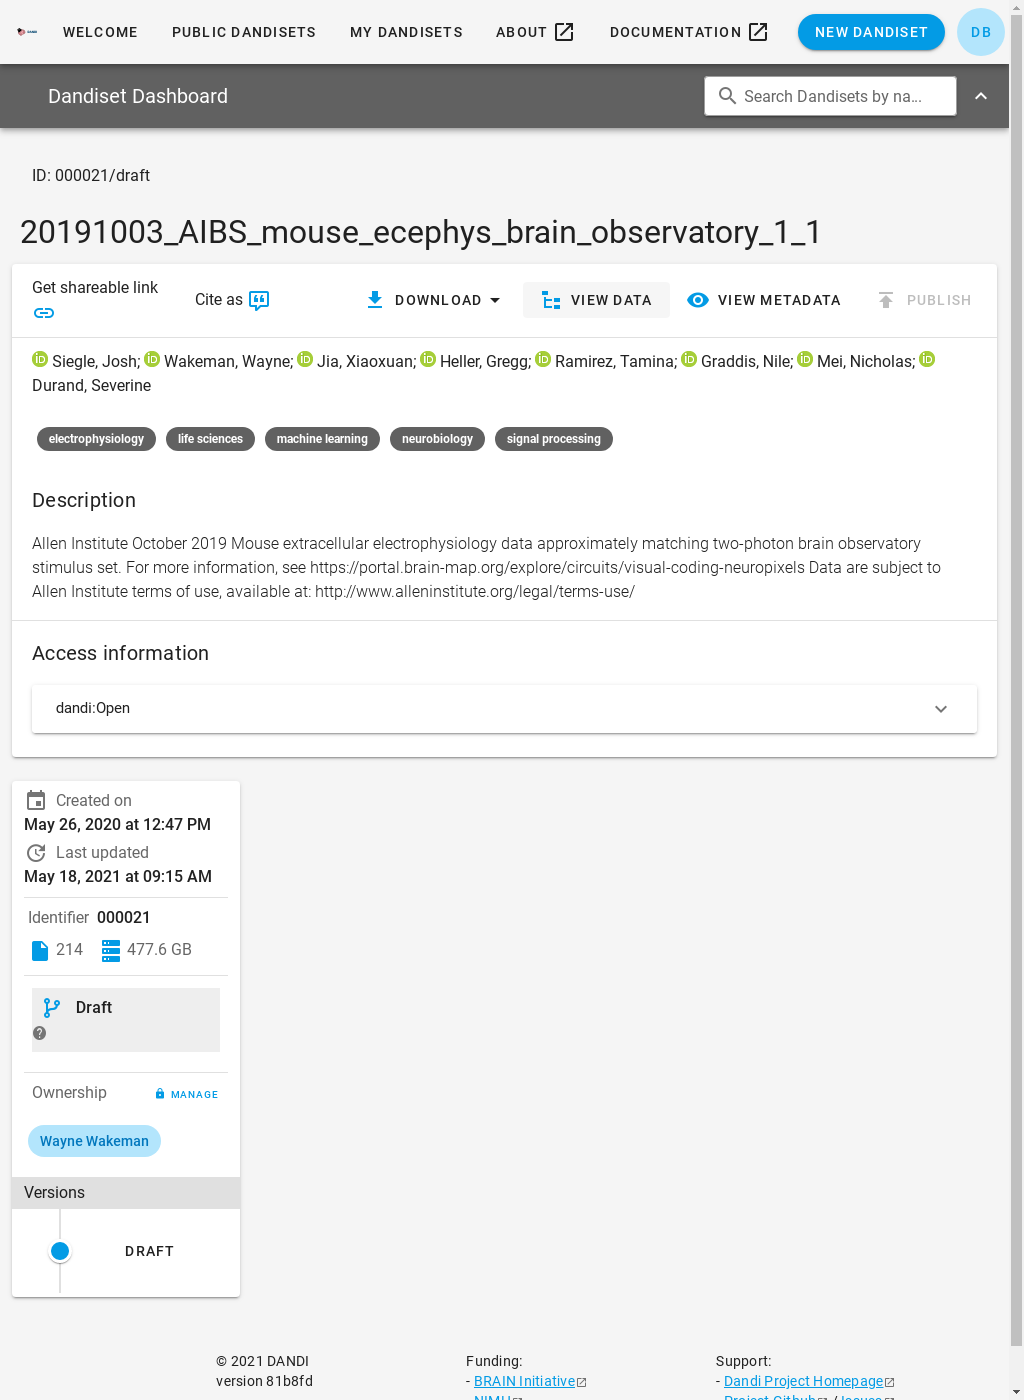 WELCOME PUBLIC DANDISETS MY DANDISETS ABOUT DOCUMENTATION NEW DANDISET DB
Dandiset Dashboard Search Dandisets by na...
ID: 000021/draft
20191003_AIBS_mouse_ecephys_brain_observatory_1_1
Get shareable link Cite as DOWNLOAD VIEW DATA VIEW METADATA PUBLISH
Siegle, Josh; Wakeman, Wayne; Jia, Xiaoxuan; Heller, Gregg; Ramirez, Tamina; Graddis, Nile; Mei, Nicholas;
Durand, Severine
electrophysiology life sciences machine learning neurobiology signal processing
Description
Allen Institute October 2019 Mouse extracellular electrophysiology data approximately matching two-photon brain observatory
stimulus set. For more information, see https://portal.brain-map.org/explore/circuits/visual-coding-neuropixels Data are subject to
Allen Institute terms of use, available at: http://www.alleninstitute.org/legal/terms-use/
Access information
dandi:Open
Created on
May 26, 2020 at 12:47 PM
Last updated
May 18, 2021 at 09:15 AM
Identifier 000021
214 477.6 GB
Draft
Ownership MANAGE
Wayne Wakeman
Versions
DRAFT
© 2021 DANDI Funding: Support:
version 81b8fd - BRAIN Initiative - Dandi Project Homepage
- NIMH - Project Github / Issues